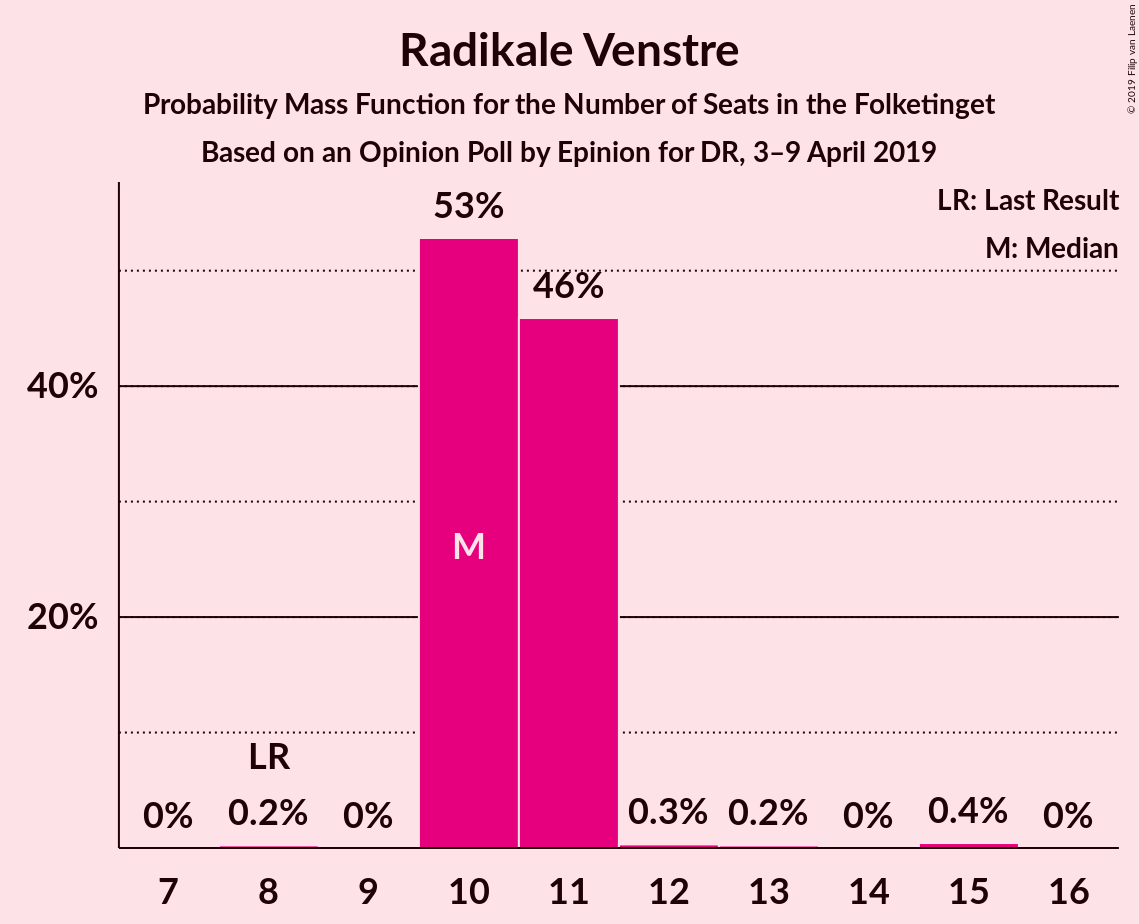 Radikale Venstre
Probability Mass Function for the Number of Seats in the Folketinget
Based on an Opinion Poll by Epinion for DR, 3–9 April 2019
© 2019 Filip van Laenen
LR: Last Result
M: Median
53%
46%
40%
M
20%
LR
0% 0.2% 0% 0.3% 0.2% 0% 0.4% 0%
7 8 9 10 11 12 13 14 15 16